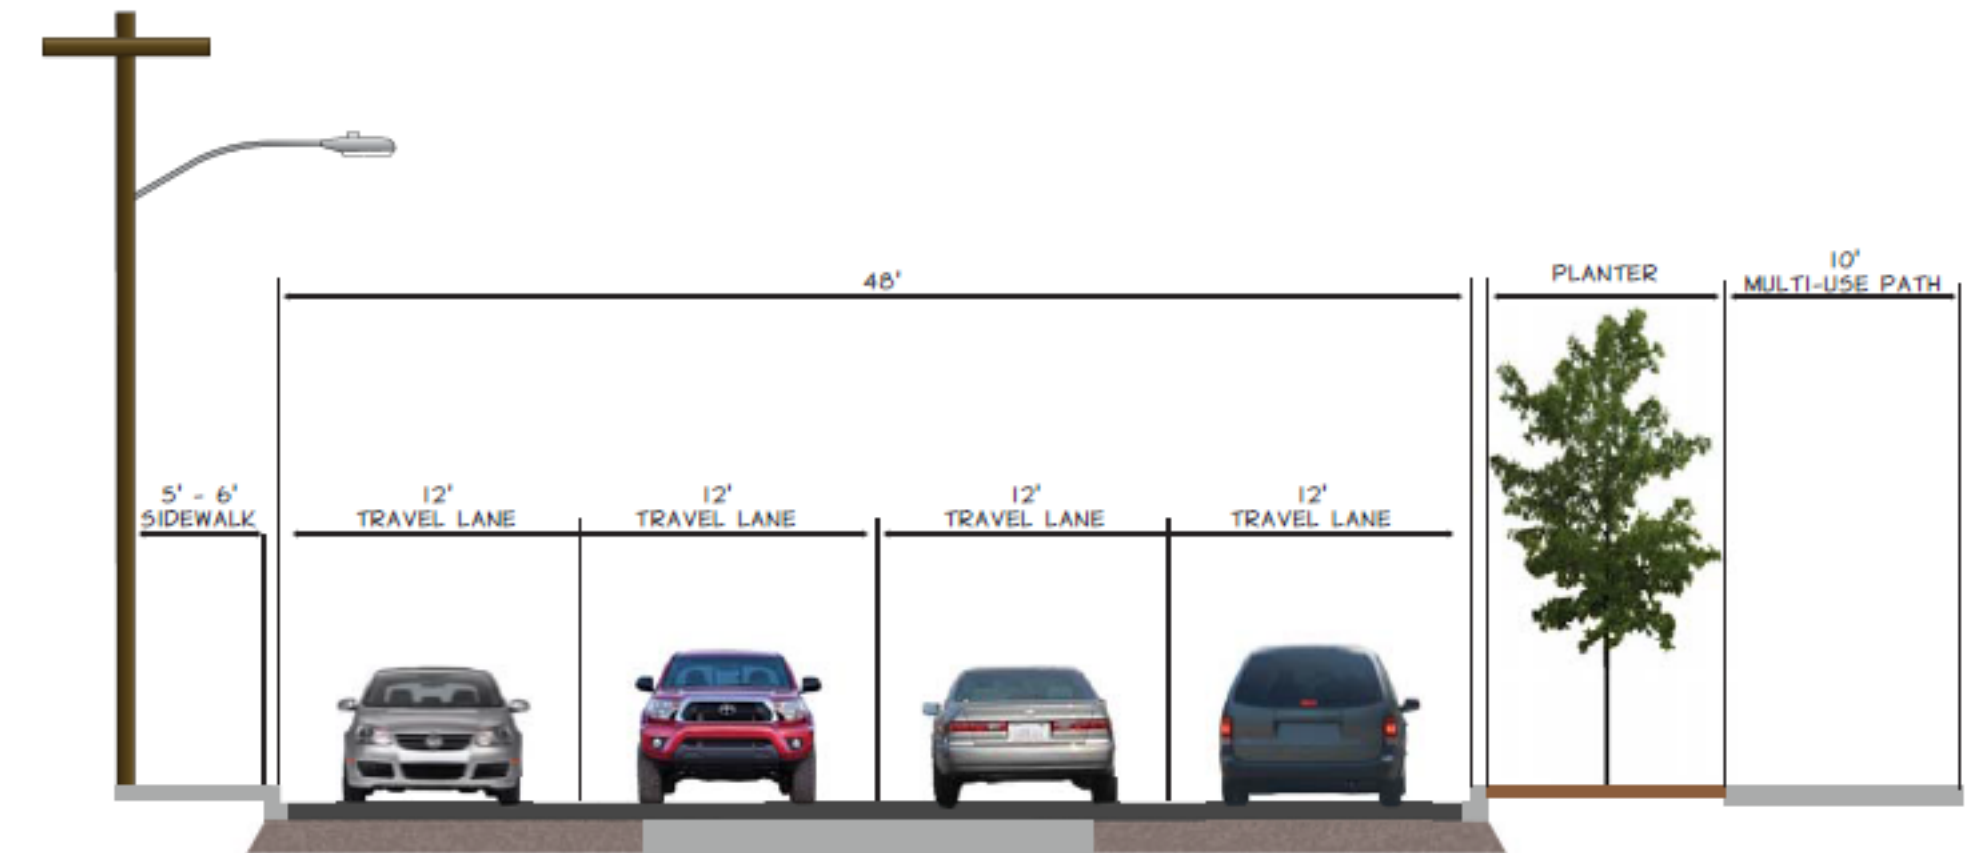 48'
PLANTER
10'
MULTI-USE PATH
5' - 6'
SIDEWALK
12'
TRAVEL LANE
12'
TRAVEL LANE
12'
TRAVEL LANE
12'
TRAVEL LANE